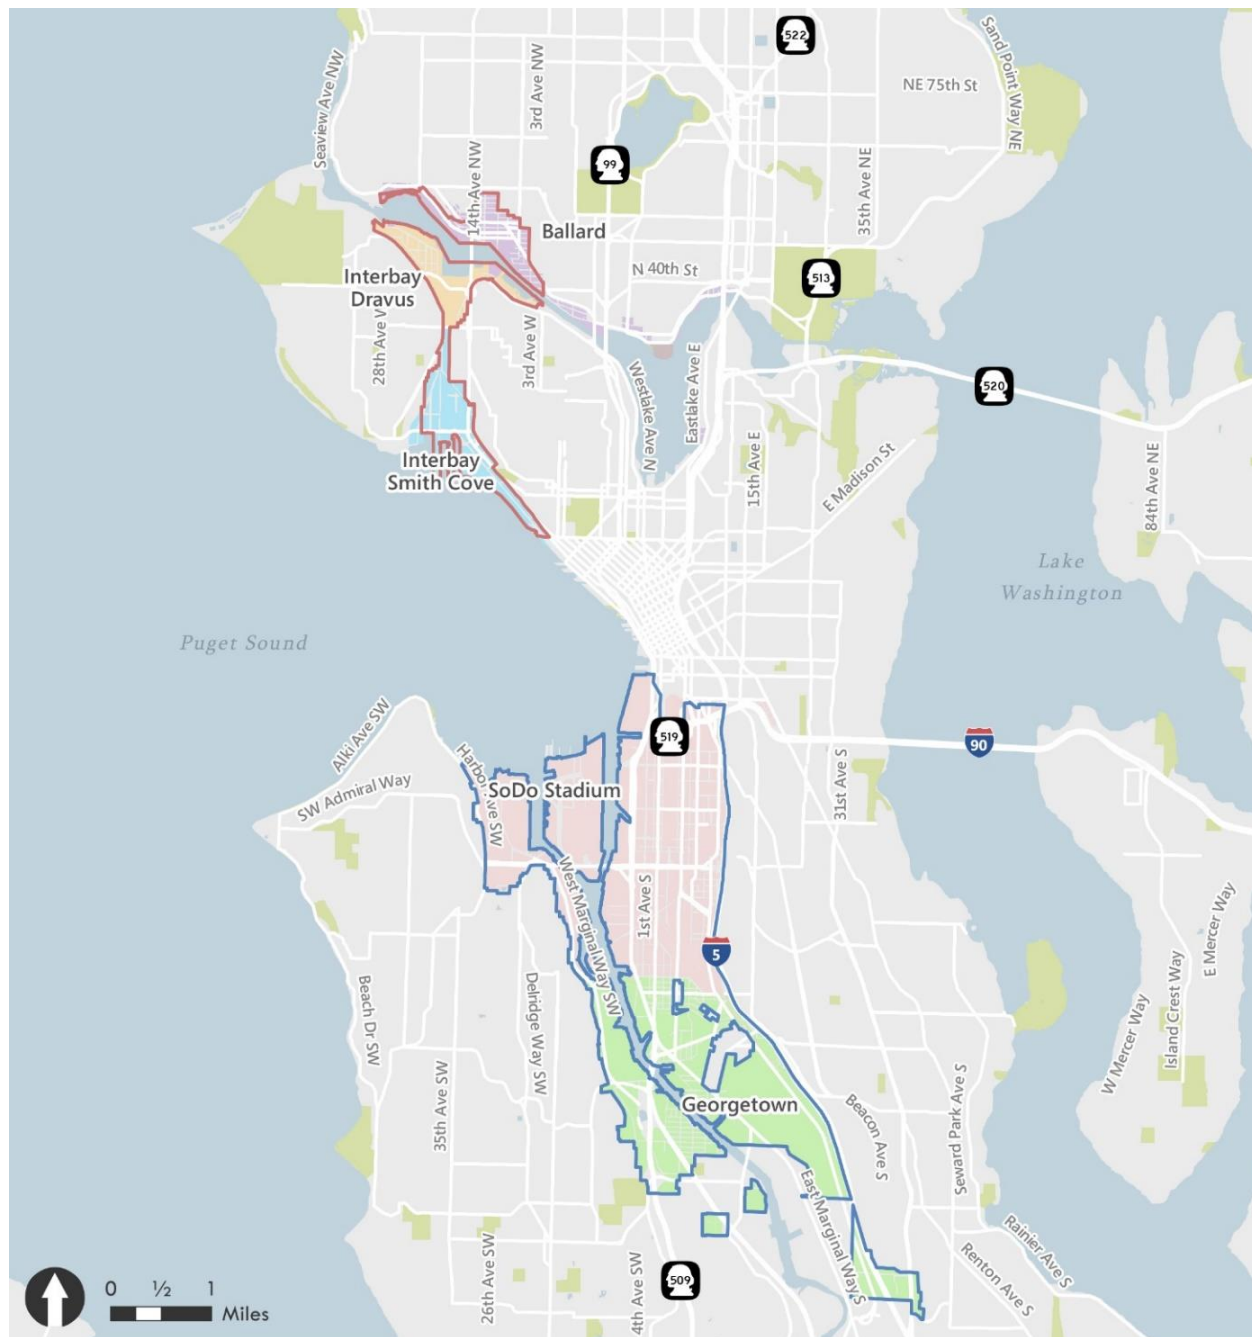 522
Sand Point Way NE
Seaview Ave NW
3rd Ave NW
NE 75th St
99
14th Ave NW
35th Ave NE
Ballard
N 40th St
513
Interbay
Dravus
28th Ave
3rd Ave W
Westlake Ave N
Eastlake Ave E
520
Interbay
Smith Cove
15th Ave E
E Madison St
84th Ave NE
Lake
Washington
Puget Sound
Alki Ave SW
519
90
Harbor Ave SW
SW Admiral Way
SoDo Stadium
31st Ave S
West Marginal Way SW
1st Ave S
5
E Mercer Way
Beach Dr SW
Delridge Way SW
Island Crest Way
W Mercer Way
35th Ave SW
Georgetown
Beacon Ave S
Seward Park Ave S
East Marginal Way S
Rainier Ave S
26th Ave SW
4th Ave SW
509
Renton Ave S
0 ½ 1
Miles